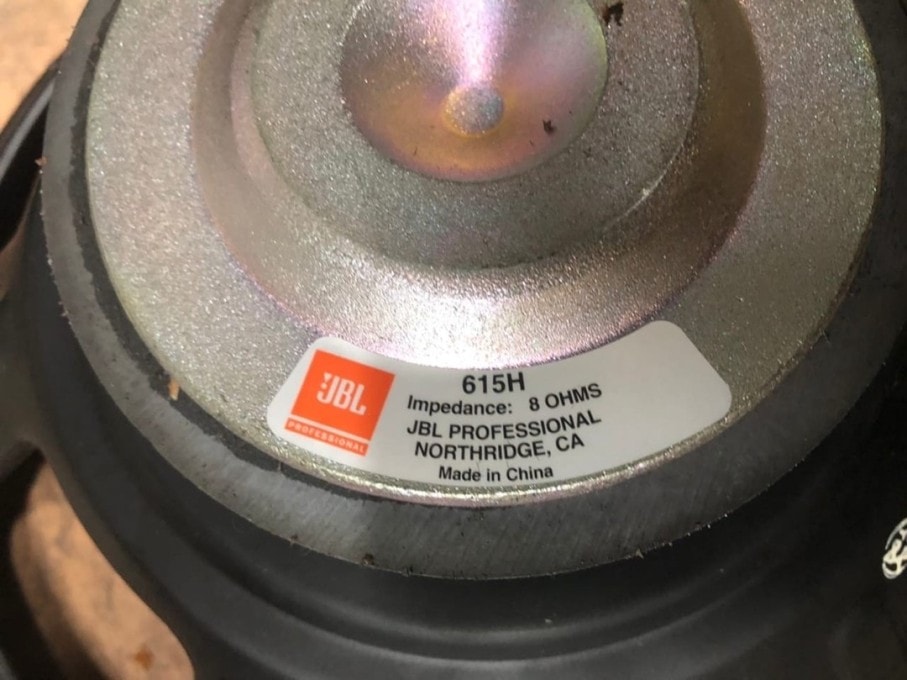 JBL
PROFESSIONAL
615H
Impedance: 8 OHMS
JBL PROFESSIONAL
NORTHRIDGE, CA
Made in China